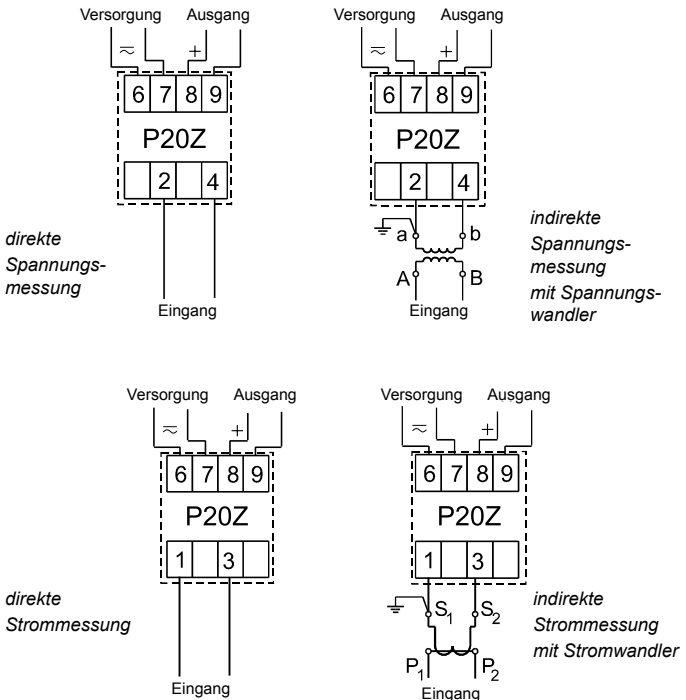 Versorgung Ausgang
≂ +
6 7 8 9
P20Z
2 4
direkte
Spannungs-
messung
Eingang
Versorgung Ausgang
≂ +
6 7 8 9
P20Z
2 4
a b
A B
Eingang
indirekte
Spannungs-
messung
mit Spannungs-
wandler
Versorgung Ausgang
≂ +
6 7 8 9
P20Z
1 3
direkte
Strommessung
Eingang
Versorgung Ausgang
≂ +
6 7 8 9
P20Z
1 3
S₁ S₂
P₁ P₂
Eingang
indirekte
Strommessung
mit Stromwandler